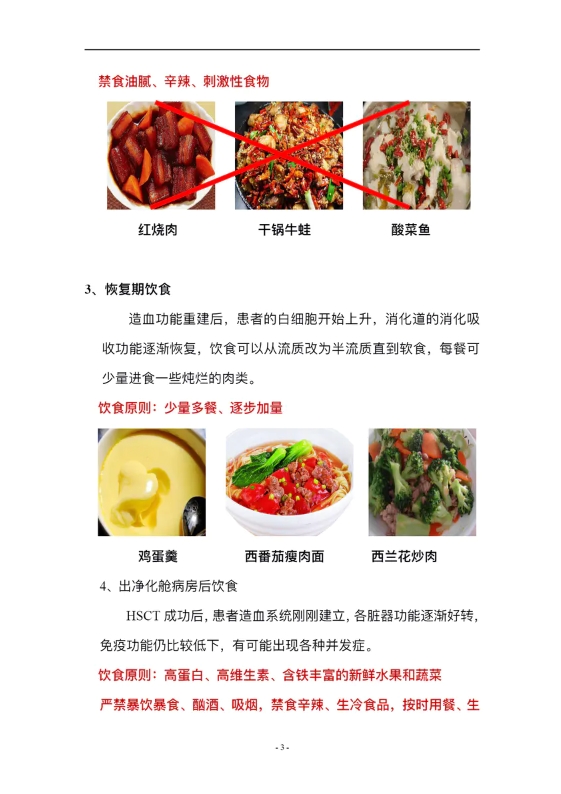 禁食油腻、辛辣、刺激性食物
红烧肉 干锅牛蛙 酸菜鱼
3、恢复期饮食
造血功能重建后，患者的白细胞开始上升，消化道的消化吸
收功能逐渐恢复，饮食可以从流质改为半流质直到软食，每餐可
少量进食一些炖烂的肉类。
饮食原则：少量多餐、逐步加量
鸡蛋羹 西番茄瘦肉面 西兰花炒肉
4、出净化舱病房后饮食
HSCT 成功后，患者造血系统刚刚建立，各脏器功能逐渐好转，
免疫功能仍比较低下，有可能出现各种并发症。
饮食原则：高蛋白、高维生素、含铁丰富的新鲜水果和蔬菜
严禁暴饮暴食、酗酒、吸烟，禁食辛辣、生冷食品，按时用餐、生
- 3 -